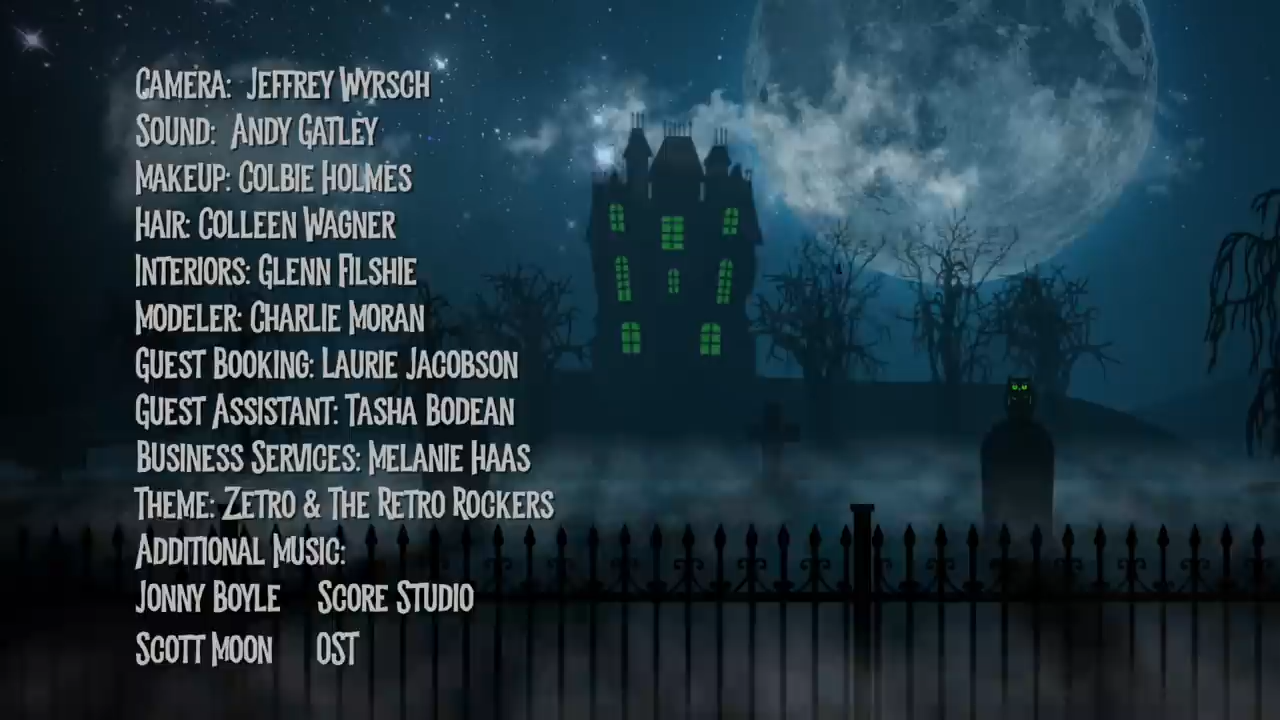 Camera: Jeffrey Wyrsch
Sound: Andy Gatley
Makeup: Colbie Holmes
Hair: Colleen Wagner
Interiors: Glenn Filshie
Modeler: Charlie Moran
Guest Booking: Laurie Jacobson
Guest Assistant: Tasha Bodean
Business Services: Melanie Haas
Theme: Zetro & The Retro Rockers
Additional Music:
Jonny Boyle Score Studio
Scott Moon OST